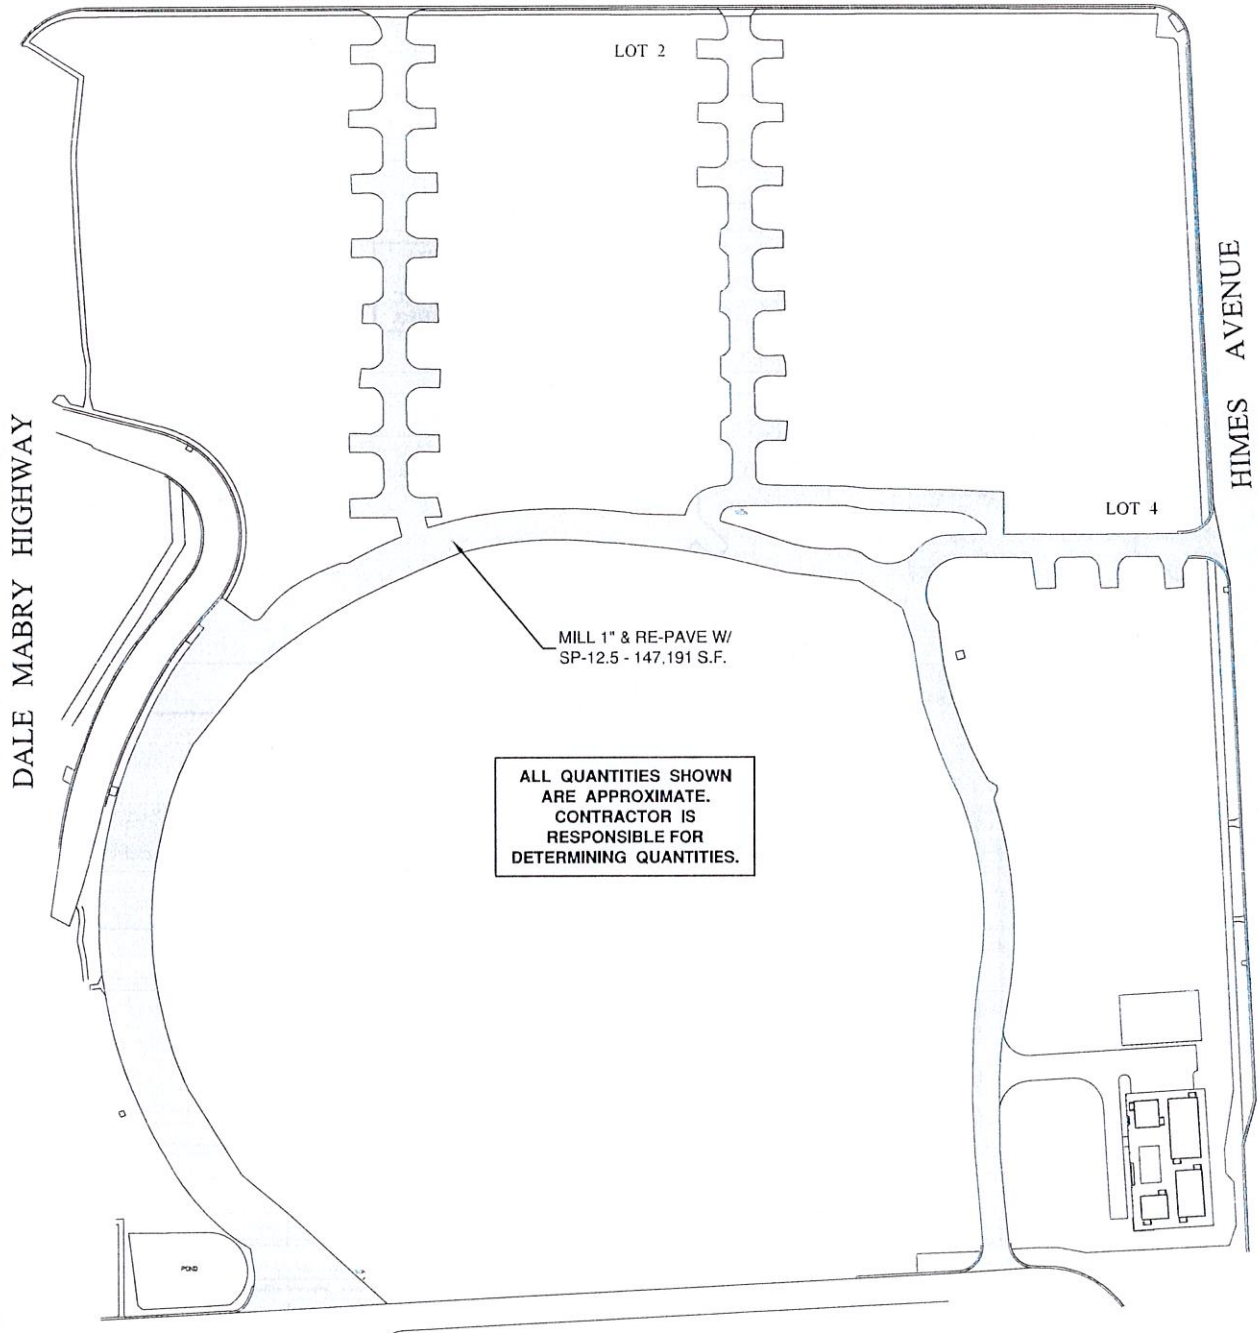 LOT 2
HIMES AVENUE
DALE MABRY HIGHWAY
LOT 4
MILL 1" & RE-PAVE W/
SP-12.5 - 147,191 S.F.
ALL QUANTITIES SHOWN
ARE APPROXIMATE.
CONTRACTOR IS
RESPONSIBLE FOR
DETERMINING QUANTITIES.
POND